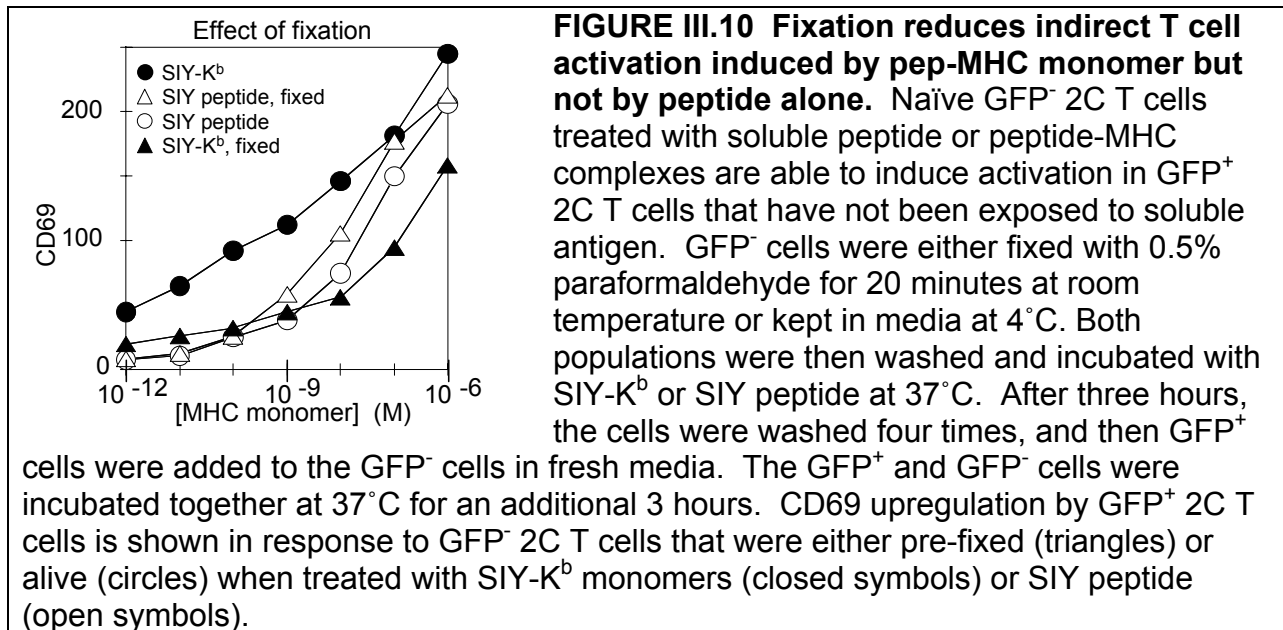 Effect of fixation
SIY-Kᵇ
SIY peptide, fixed
SIY peptide
SIY-Kᵇ, fixed
CD69
200
100
0
10⁻¹² 10⁻⁹ 10⁻⁶
[MHC monomer] (M)
FIGURE III.10 Fixation reduces indirect T cell
activation induced by pep-MHC monomer but
not by peptide alone. Naïve GFP⁻ 2C T cells
treated with soluble peptide or peptide-MHC
complexes are able to induce activation in GFP⁺
2C T cells that have not been exposed to soluble
antigen. GFP⁻ cells were either fixed with 0.5%
paraformaldehyde for 20 minutes at room
temperature or kept in media at 4˚C. Both
populations were then washed and incubated with
SIY-Kᵇ or SIY peptide at 37˚C. After three hours,
the cells were washed four times, and then GFP⁺
cells were added to the GFP⁻ cells in fresh media. The GFP⁺ and GFP⁻ cells were
incubated together at 37˚C for an additional 3 hours. CD69 upregulation by GFP⁺ 2C T
cells is shown in response to GFP⁻ 2C T cells that were either pre-fixed (triangles) or
alive (circles) when treated with SIY-Kᵇ monomers (closed symbols) or SIY peptide
(open symbols).